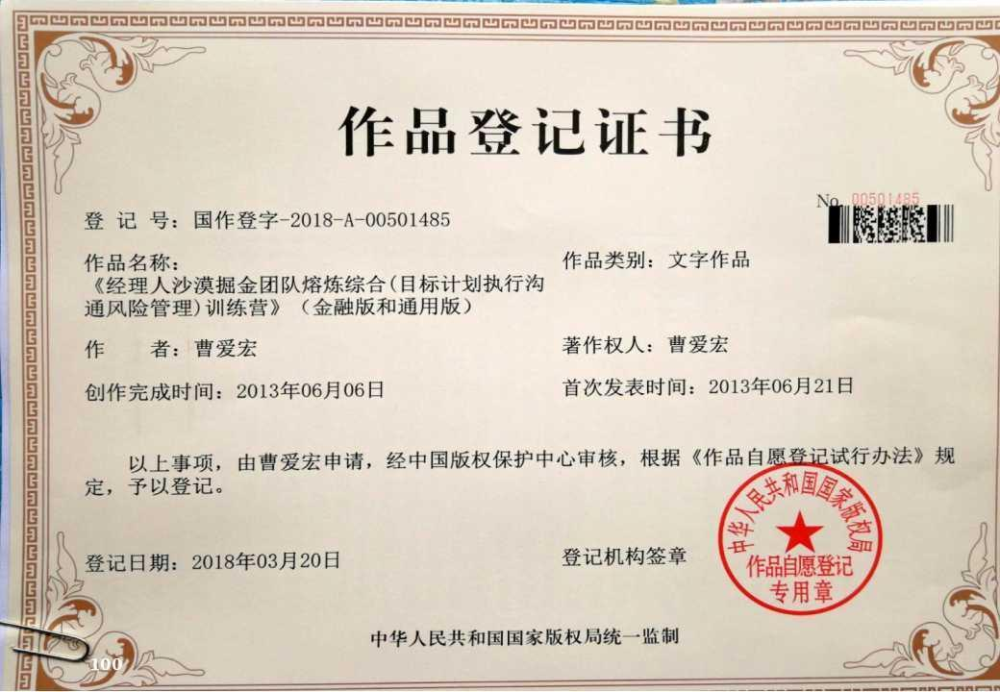 作品登记证书
No. 00501485
登 记 号：国作登字-2018-A-00501485
作品名称：
《经理人沙漠掘金团队熔炼综合(目标计划执行沟
通风险管理)训练营》（金融版和通用版）
作品类别：文字作品
作　　者：曹爱宏
著作权人：曹爱宏
创作完成时间：2013年06月06日
首次发表时间：2013年06月21日
以上事项，由曹爱宏申请，经中国版权保护中心审核，根据《作品自愿登记试行办法》规
定，予以登记。
登记日期：2018年03月20日
登记机构签章
中华人民共和国国家版权局
作品自愿登记
专用章
中华人民共和国国家版权局统一监制
100